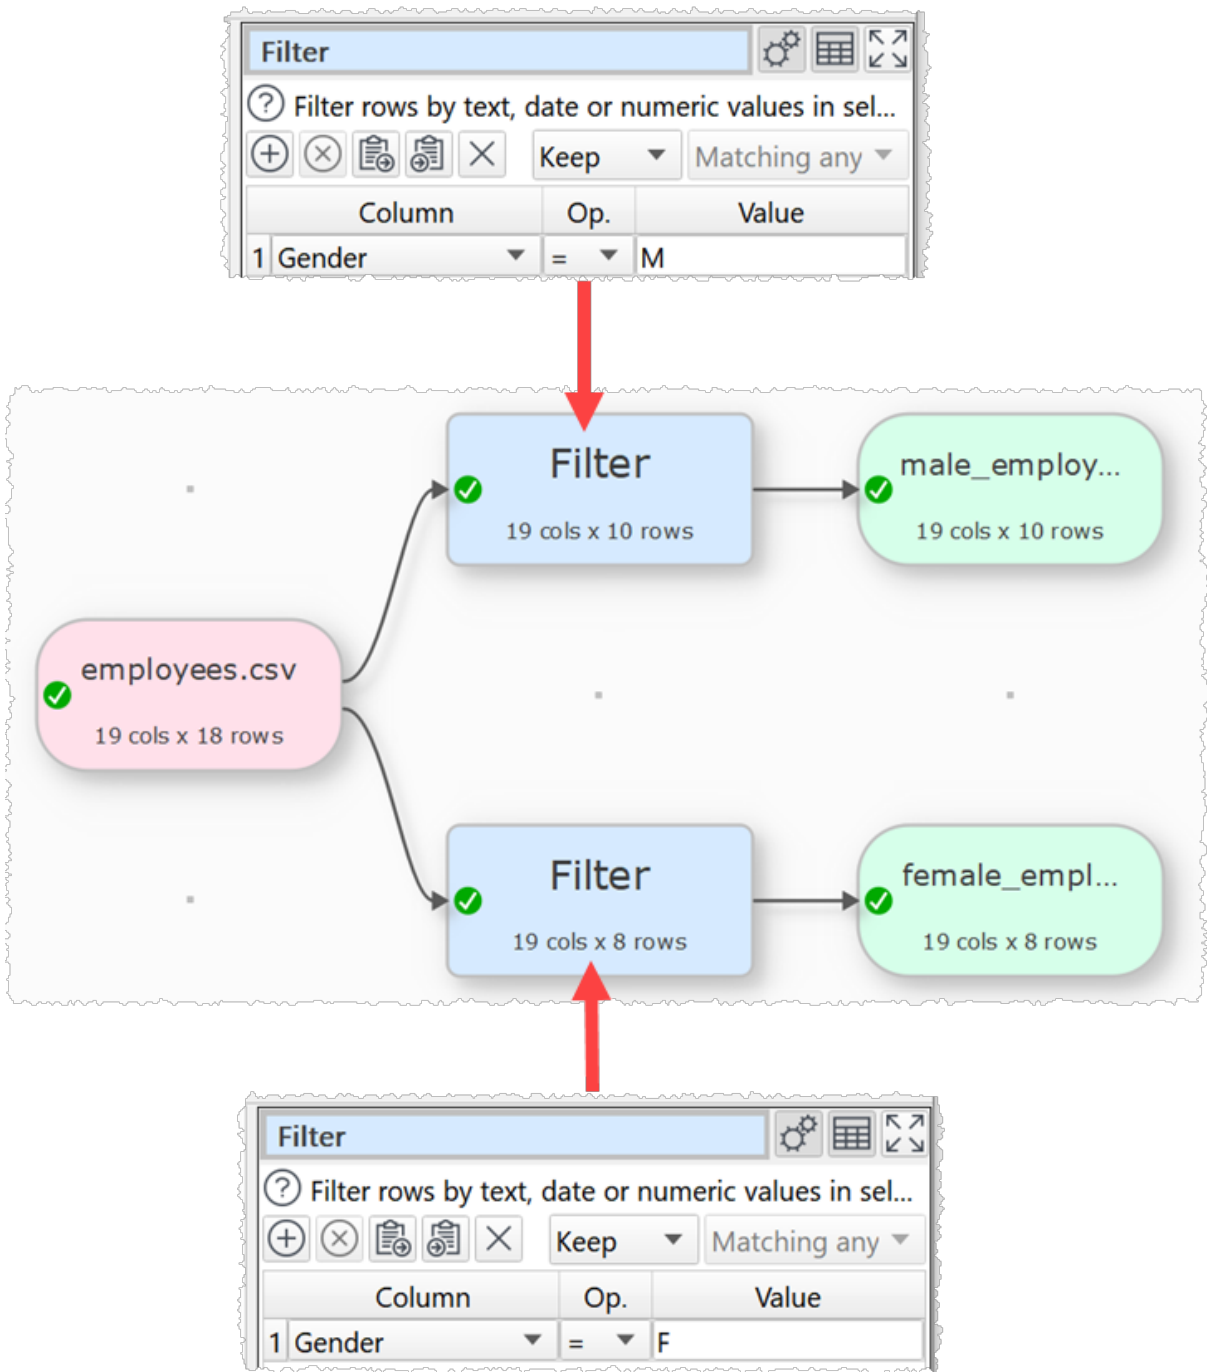 Filter
Filter rows by text, date or numeric values in sel...
Keep Matching any
Column Op. Value
1 Gender = M
Filter
19 cols x 10 rows
male_employ...
19 cols x 10 rows
employees.csv
19 cols x 18 rows
Filter
19 cols x 8 rows
female_empl...
19 cols x 8 rows
Filter
Filter rows by text, date or numeric values in sel...
Keep Matching any
Column Op. Value
1 Gender = F